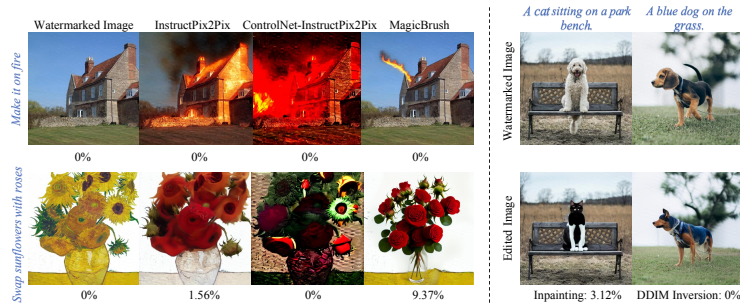 Watermarked Image InstructPix2Pix ControlNet-InstructPix2Pix MagicBrush
Make it on fire
0% 0% 0% 0%
Swap sunflowers with roses
0% 1.56% 0% 9.37%
A cat sitting on a park bench.
A blue dog on the grass.
Watermarked Image
Edited Image
Inpainting: 3.12% DDIM Inversion: 0%